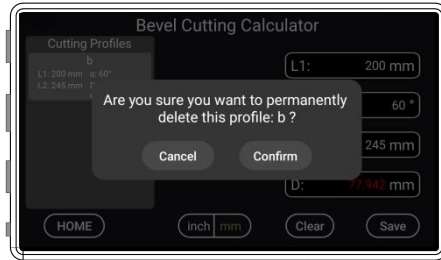 Bevel Cutting Calculator
Cutting Profiles
b
L1: 200 mm α: 60°
L2: 245 mm
L1: 200 mm
60 °
245 mm
D: 77.942 mm
Are you sure you want to permanently
delete this profile: b ?
Cancel Confirm
HOME inch mm Clear Save